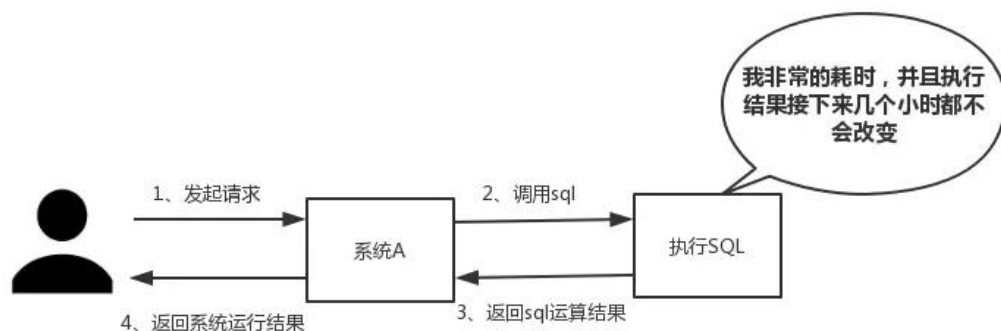 我非常的耗时，并且执行
结果接下来几个小时都不
会改变
1、发起请求
2、调用sql
系统A
执行SQL
3、返回sql运算结果
4、返回系统运行结果